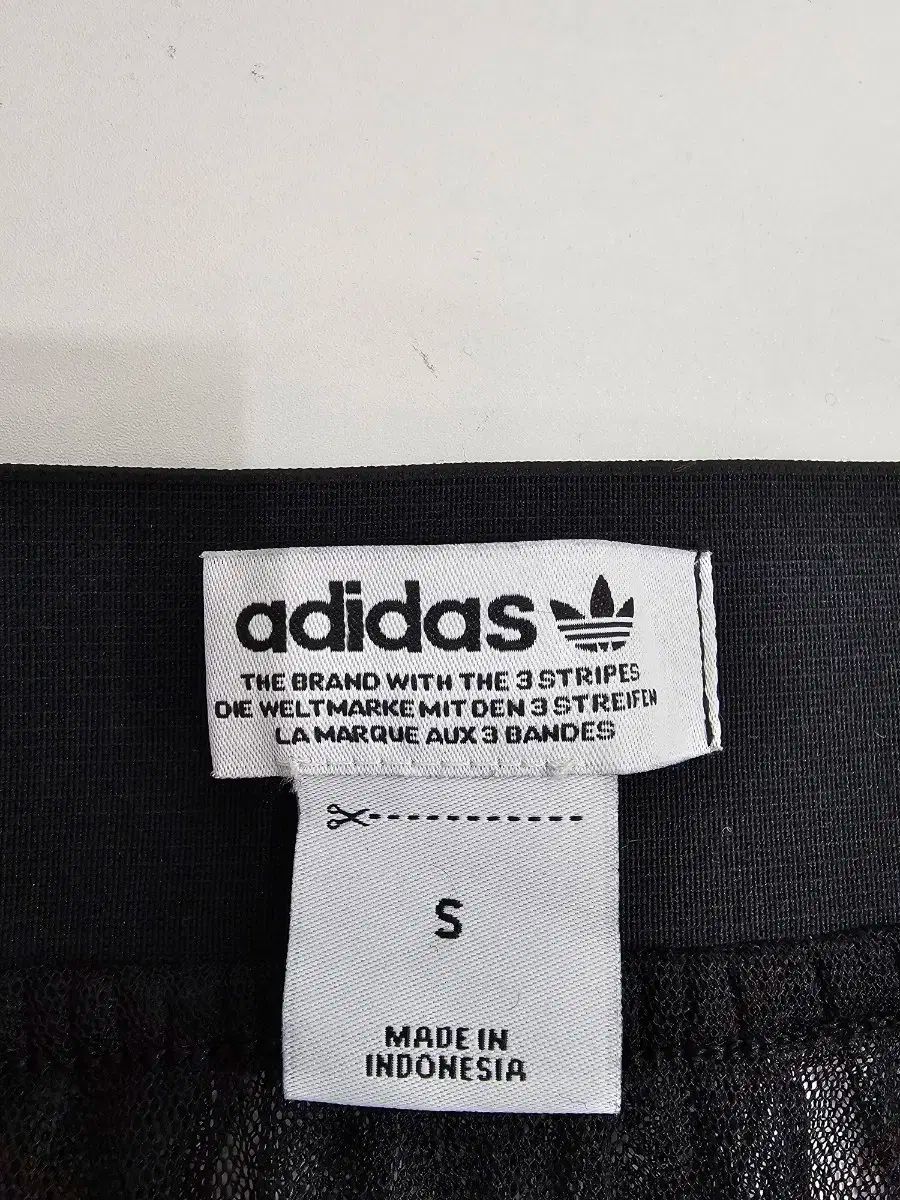 adidas
THE BRAND WITH THE 3 STRIPES
DIE WELTMARKE MIT DEN 3 STREIFEN
LA MARQUE AUX 3 BANDES
S
MADE IN
INDONESIA